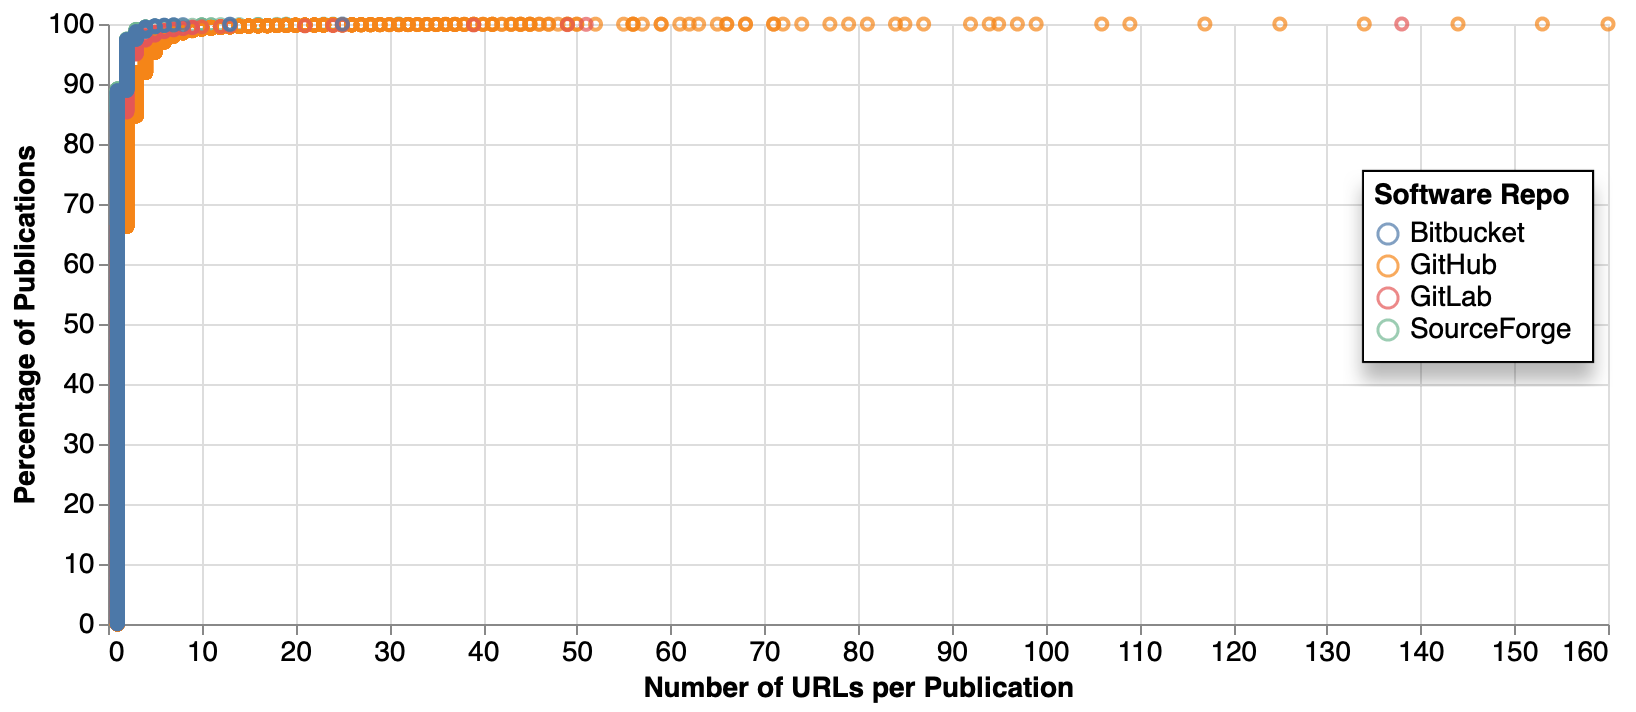 Percentage of Publications
100
90
80
70
60
50
40
30
20
10
0
0 10 20 30 40 50 60 70 80 90 100 110 120 130 140 150 160
Number of URLs per Publication
Software Repo
Bitbucket
GitHub
GitLab
SourceForge